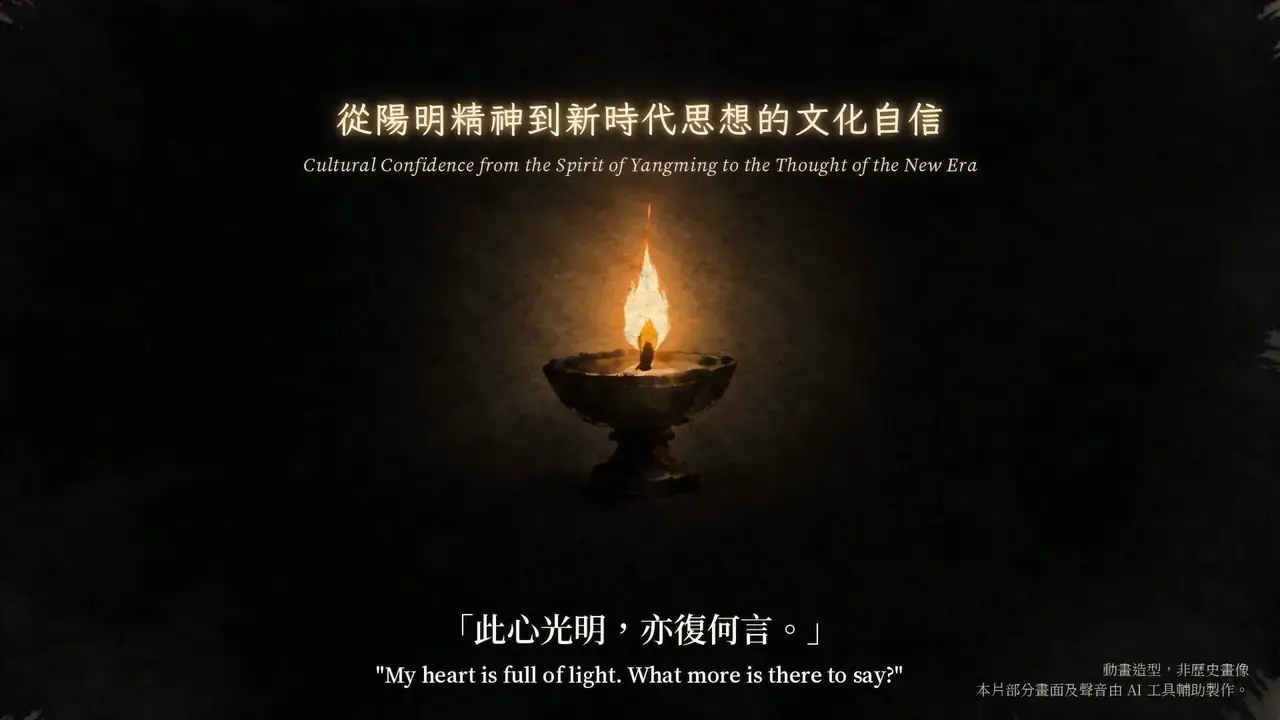 從陽明精神到新時代思想的文化自信
Cultural Confidence from the Spirit of Yangming to the Thought of the New Era
「此心光明，亦復何言。」
"My heart is full of light. What more is there to say?"
動畫造型，非歷史畫像
本片部分畫面及聲音由 AI 工具輔助製作。